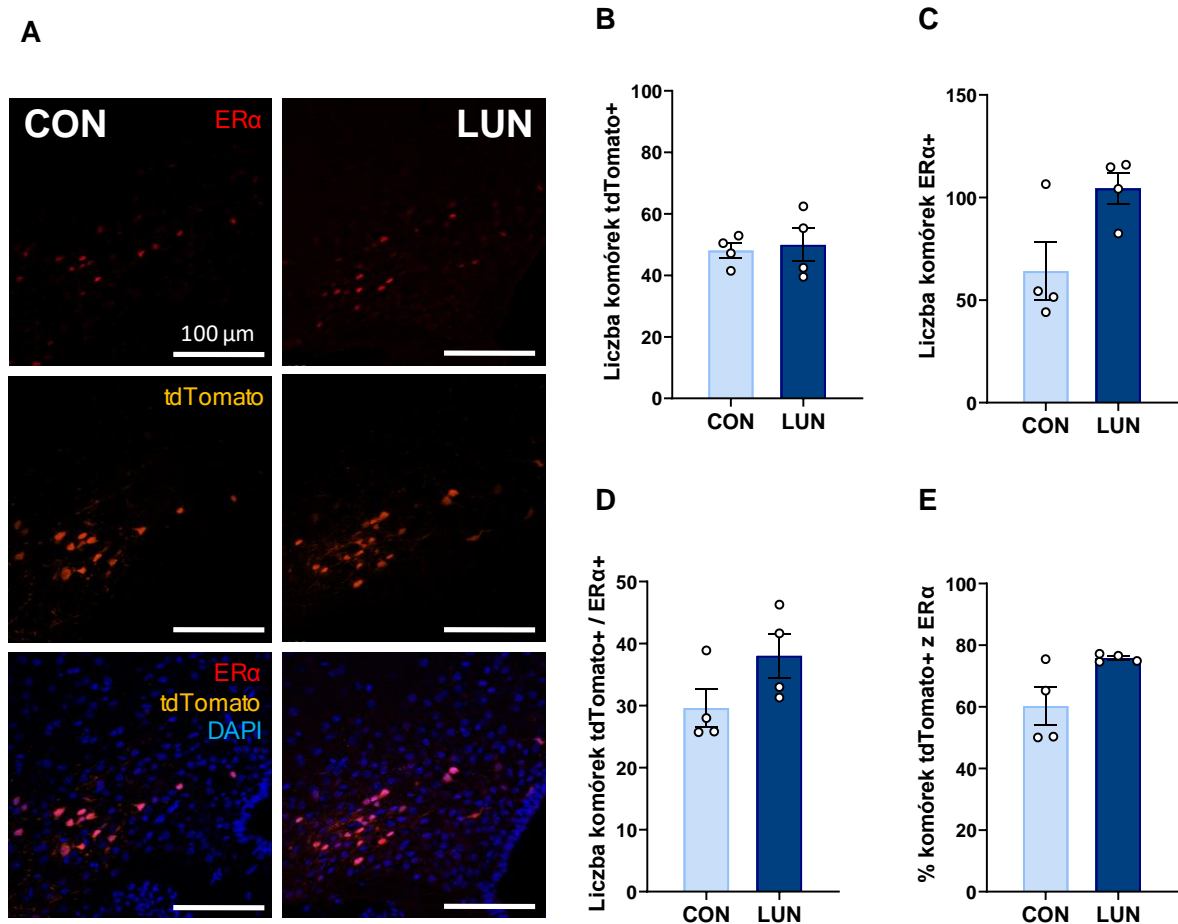 A
CON
ERα
LUN
100 µm
tdTomato
ERα
tdTomato
DAPI
B
Liczba komórek tdTomato+
100
80
60
40
20
0
CON LUN
C
Liczba komórek ERα+
150
100
50
0
CON LUN
D
Liczba komórek tdTomato+ / ERα+
50
40
30
20
10
0
CON LUN
E
% komórek tdTomato+ z ERα
100
80
60
40
20
0
CON LUN